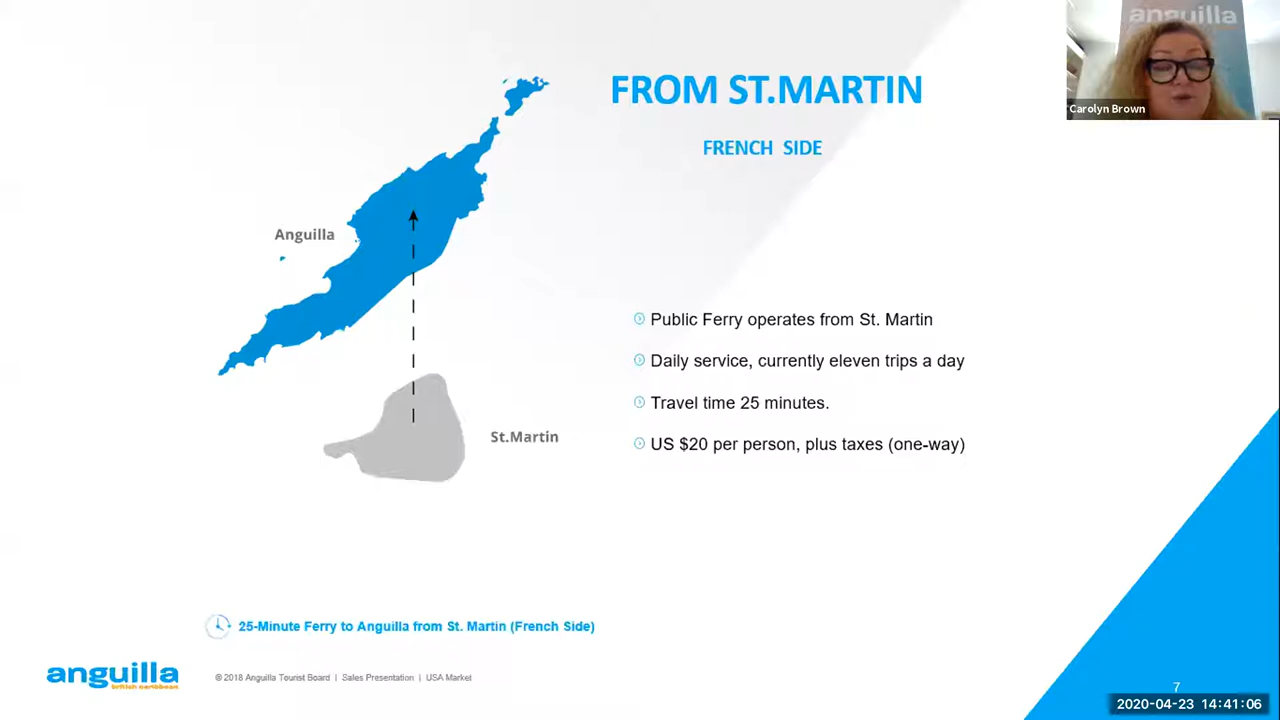 anguilla
Carolyn Brown
FROM ST.MARTIN
FRENCH SIDE
Anguilla
St.Martin
Public Ferry operates from St. Martin
Daily service, currently eleven trips a day
Travel time 25 minutes.
US $20 per person, plus taxes (one-way)
25-Minute Ferry to Anguilla from St. Martin (French Side)
anguilla
british caribbean
© 2018 Anguilla Tourist Board | Sales Presentation | USA Market
7
2020-04-23 14:41:06